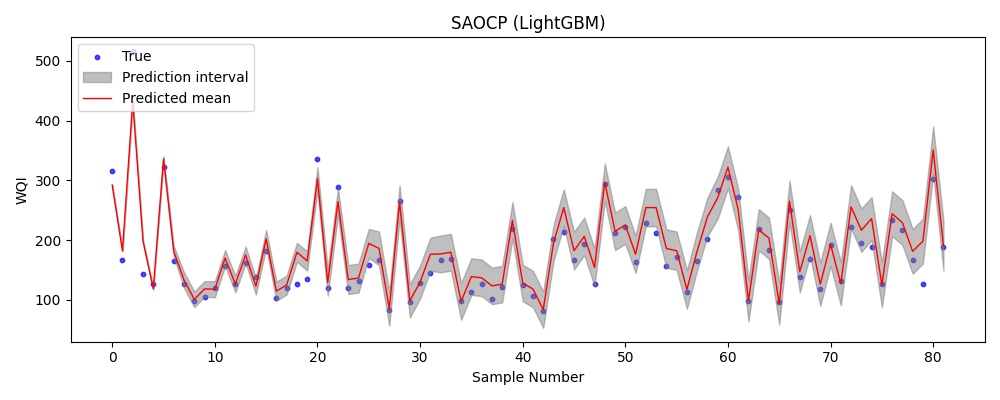 SAOCP (LightGBM)
True
Prediction interval
Predicted mean
WQI
500
400
300
200
100
0 10 20 30 40 50 60 70 80
Sample Number